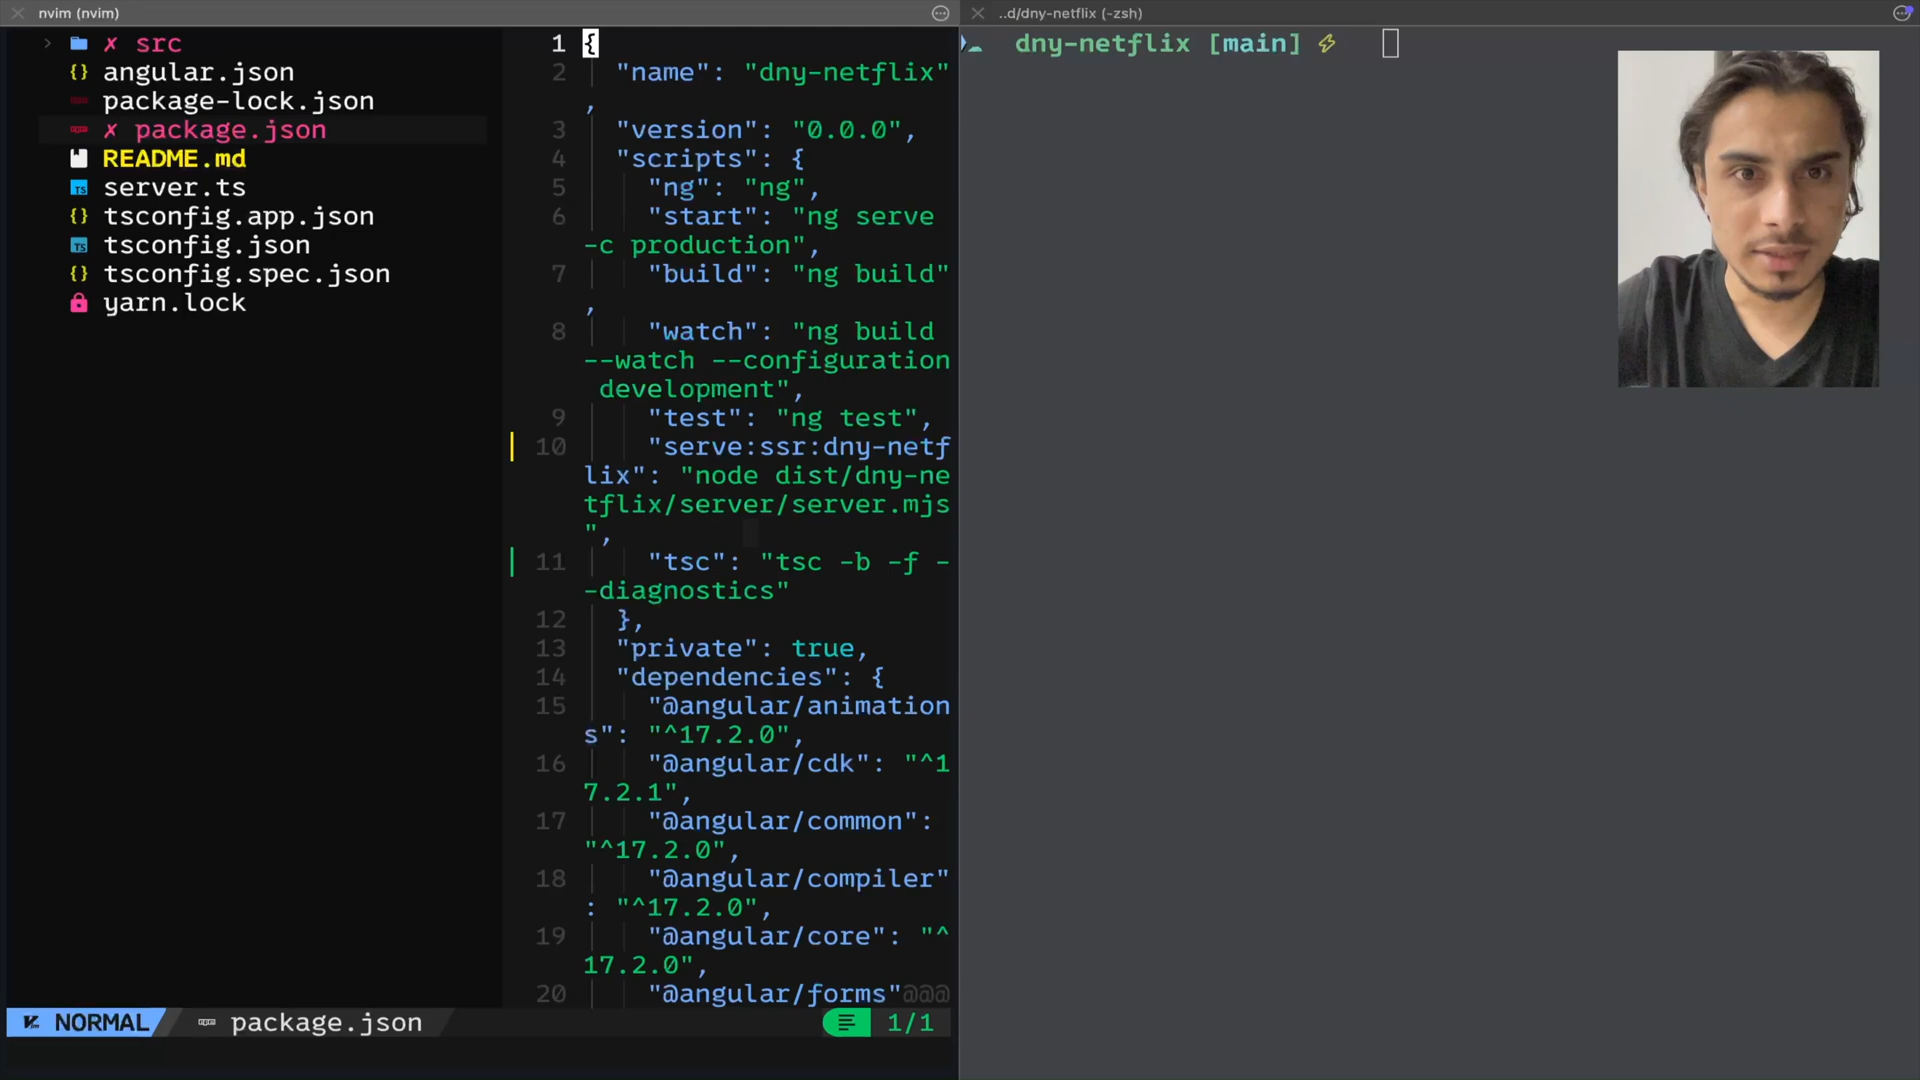 nvim (nvim)
..d/dny-netflix (-zsh)
> ✗ src
{} angular.json
package-lock.json
✗ package.json
README.md
TS server.ts
{} tsconfig.app.json
TS tsconfig.json
{} tsconfig.spec.json
yarn.lock
1 {
2 "name": "dny-netflix"
,
3 "version": "0.0.0",
4 "scripts": {
5 "ng": "ng",
6 "start": "ng serve
-c production",
7 "build": "ng build"
,
8 "watch": "ng build
--watch --configuration
development",
9 "test": "ng test",
10 "serve:ssr:dny-netf
lix": "node dist/dny-ne
tflix/server/server.mjs
",
11 "tsc": "tsc -b -f -
-diagnostics"
12 },
13 "private": true,
14 "dependencies": {
15 "@angular/animation
s": "^17.2.0",
16 "@angular/cdk": "^1
7.2.1",
17 "@angular/common":
"^17.2.0",
18 "@angular/compiler"
: "^17.2.0",
19 "@angular/core": "^
17.2.0",
20 "@angular/forms"@@@
NORMAL package.json 1/1
dny-netflix [main] ⚡